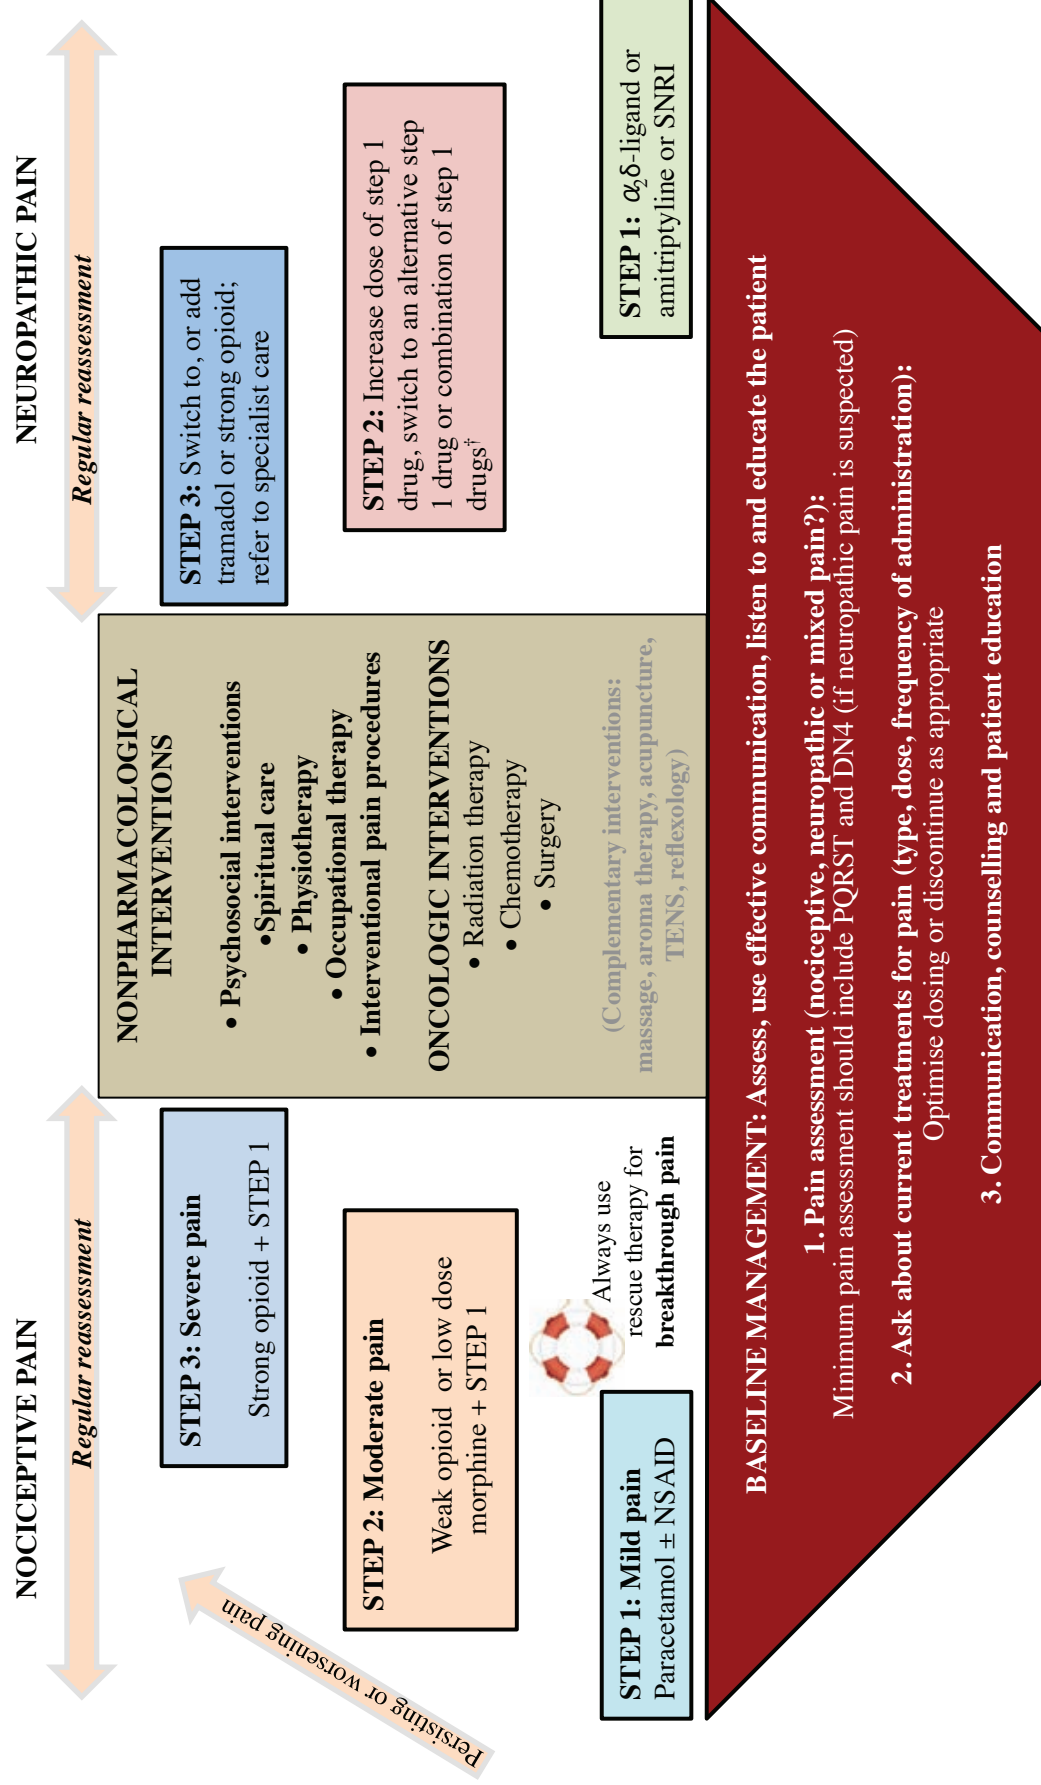 NOCICEPTIVE PAIN
NEUROPATHIC PAIN
Regular reassessment
Regular reassessment
Persisting or worsening pain
STEP 3: Severe pain
Strong opioid + STEP 1
STEP 2: Moderate pain
Weak opioid or low dose
morphine + STEP 1
STEP 1: Mild pain
Paracetamol ± NSAID
Always use
rescue therapy for
breakthrough pain
NONPHARMACOLOGICAL
INTERVENTIONS
• Psychosocial interventions
•Spiritual care
• Physiotherapy
• Occupational therapy
• Interventional pain procedures
ONCOLOGIC INTERVENTIONS
• Radiation therapy
• Chemotherapy
• Surgery
(Complementary interventions:
massage, aroma therapy, acupuncture,
TENS, reflexology)
STEP 3: Switch to, or add
tramadol or strong opioid;
refer to specialist care
STEP 2: Increase dose of step 1
drug, switch to an alternative step
1 drug or combination of step 1
drugs†
STEP 1: α₂δ-ligand or
amitriptyline or SNRI
BASELINE MANAGEMENT: Assess, use effective communication, listen to and educate the patient
1. Pain assessment (nociceptive, neuropathic or mixed pain?):
Minimum pain assessment should include PQRST and DN4 (if neuropathic pain is suspected)
2. Ask about current treatments for pain (type, dose, frequency of administration):
Optimise dosing or discontinue as appropriate
3. Communication, counselling and patient education